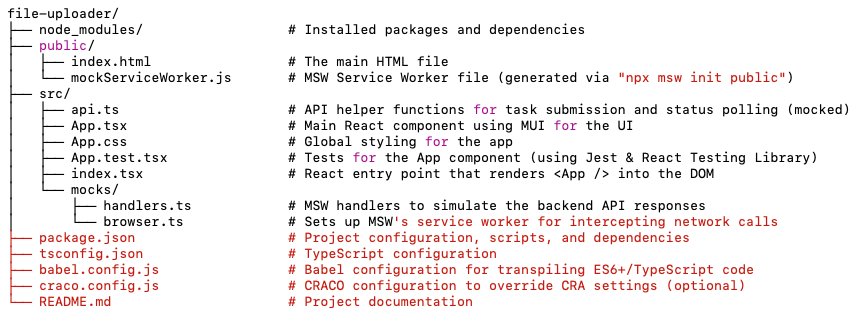 file-uploader/
├── node_modules/                  # Installed packages and dependencies
├── public/
│   ├── index.html                 # The main HTML file
│   └── mockServiceWorker.js       # MSW Service Worker file (generated via "npx msw init public")
├── src/
│   ├── api.ts                     # API helper functions for task submission and status polling (mocked)
│   ├── App.tsx                    # Main React component using MUI for the UI
│   ├── App.css                    # Global styling for the app
│   ├── App.test.tsx               # Tests for the App component (using Jest & React Testing Library)
│   ├── index.tsx                  # React entry point that renders <App /> into the DOM
│   └── mocks/
│       ├── handlers.ts            # MSW handlers to simulate the backend API responses
│       └── browser.ts             # Sets up MSW's service worker for intercepting network calls
├── package.json                   # Project configuration, scripts, and dependencies
├── tsconfig.json                  # TypeScript configuration
├── babel.config.js                # Babel configuration for transpiling ES6+/TypeScript code
├── craco.config.js                # CRACO configuration to override CRA settings (optional)
└── README.md                      # Project documentation